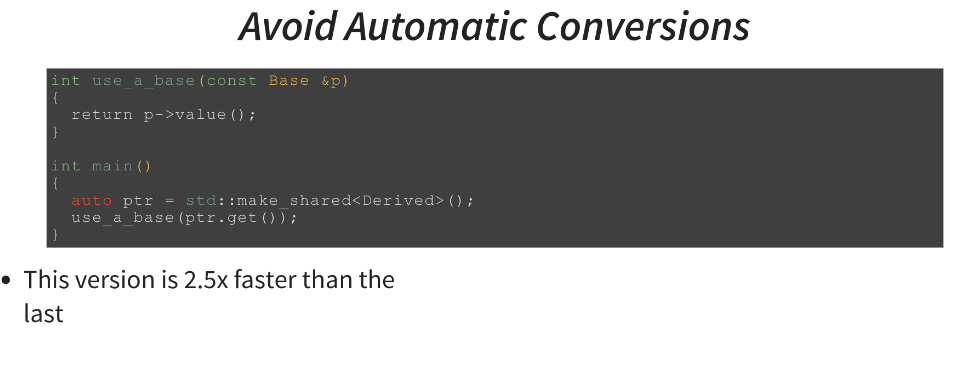 Avoid Automatic Conversions
int use_a_base(const Base &p)
{
  return p->value();
}
int main()
{
  auto ptr = std::make_shared<Derived>();
  use_a_base(ptr.get());
}
• This version is 2.5x faster than the
last